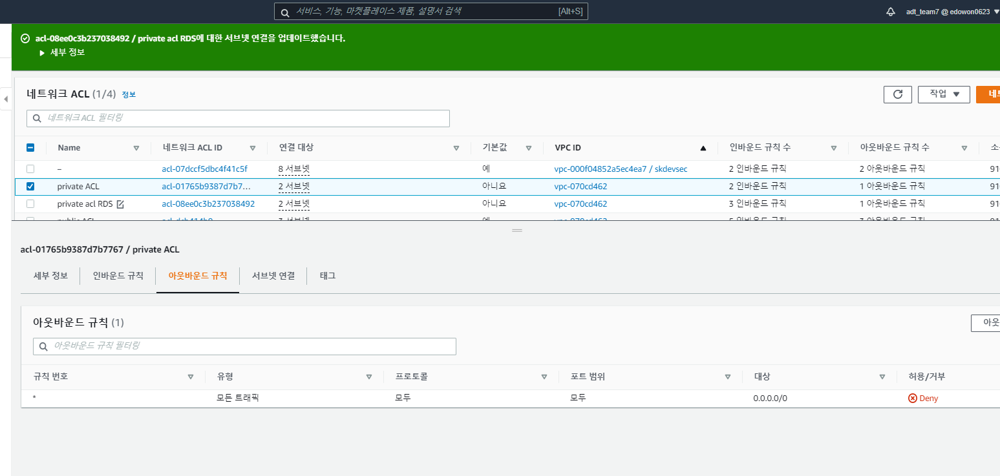 서비스, 기능, 마켓플레이스 제품, 설명서 검색 [Alt+S] adt_team7 @ edowon0623 ▼
acl-08ee0c3b237038492 / private acl RDS에 대한 서브넷 연결을 업데이트했습니다.
▶ 세부 정보
네트워크 ACL (1/4) 정보
작업 ▼
네트워크 ACL 필터링
Name 네트워크 ACL ID 연결 대상 기본값 VPC ID 인바운드 규칙 수 아웃바운드 규칙 수
– acl-07dccf5dbc4f41c5f 8 서브넷 예 vpc-000f04852a5ec4ea7 / skdevsec 2 인바운드 규칙 2 아웃바운드 규칙 91
private ACL acl-01765b9387d7b7... 2 서브넷 아니요 vpc-070cd462 2 인바운드 규칙 1 아웃바운드 규칙 91
private acl RDS acl-08ee0c3b237038492 2 서브넷 아니요 vpc-070cd462 3 인바운드 규칙 1 아웃바운드 규칙 91
acl-01765b9387d7b7767 / private ACL
세부 정보 인바운드 규칙 아웃바운드 규칙 서브넷 연결 태그
아웃바운드 규칙 (1)
아웃바운드 규칙 필터링
규칙 번호 유형 프로토콜 포트 범위 대상 허용/거부
* 모든 트래픽 모두 모두 0.0.0.0/0 Deny